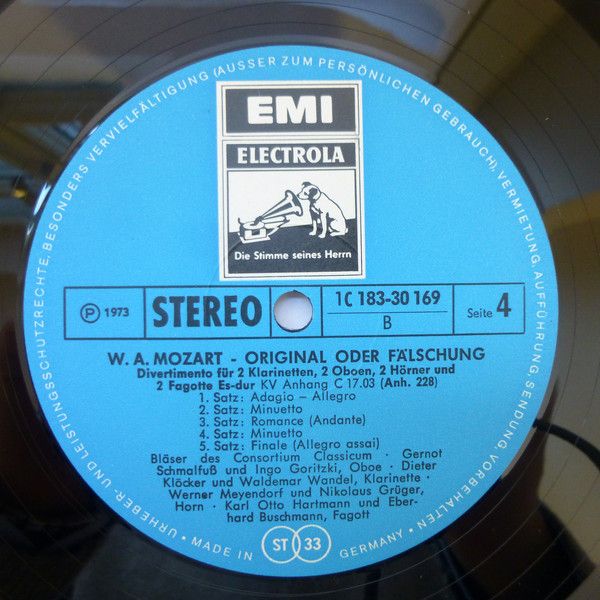 URHEBER- UND LEISTUNGSSCHUTZRECHTE, BESONDERS VERVIELFÄLTIGUNG (AUSSER ZUM PERSÖNLICHEN GEBRAUCH), VERMIETUNG, AUFFÜHRUNG, SENDUNG, VORBEHALTEN
EMI
ELECTROLA
Die Stimme seines Herrn
℗ 1973
STEREO
1C 183-30 169
B
Seite 4
W. A. MOZART - ORIGINAL ODER FÄLSCHUNG
Divertimento für 2 Klarinetten, 2 Oboen, 2 Hörner und
2 Fagotte Es-dur KV Anhang C 17.03 (Anh. 228)
1. Satz: Adagio – Allegro
2. Satz: Minuetto
3. Satz: Romance (Andante)
4. Satz: Minuetto
5. Satz: Finale (Allegro assai)
Bläser des Consortium Classicum · Gernot
Schmalfuß und Ingo Goritzki, Oboe · Dieter
Klöcker und Waldemar Wandel, Klarinette ·
Werner Meyendorf und Nikolaus Grüger,
Horn · Karl Otto Hartmann und Eber-
hard Buschmann, Fagott
· MADE IN GERMANY ·
ST 33